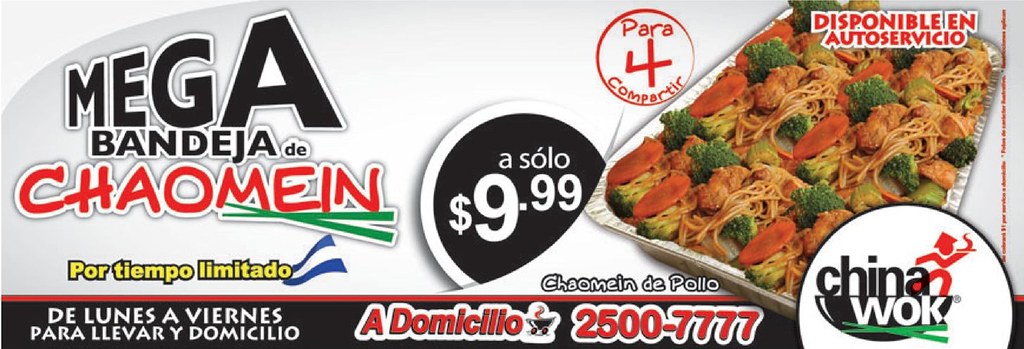 MEGA
BANDEJA de
CHAOMEIN
Por tiempo limitado
a sólo
$9.99
Para
4
Compartir
DISPONIBLE EN
AUTOSERVICIO
Chaomein de Pollo
china
wok®
DE LUNES A VIERNES
PARA LLEVAR Y DOMICILIO
A Domicilio
2500-7777